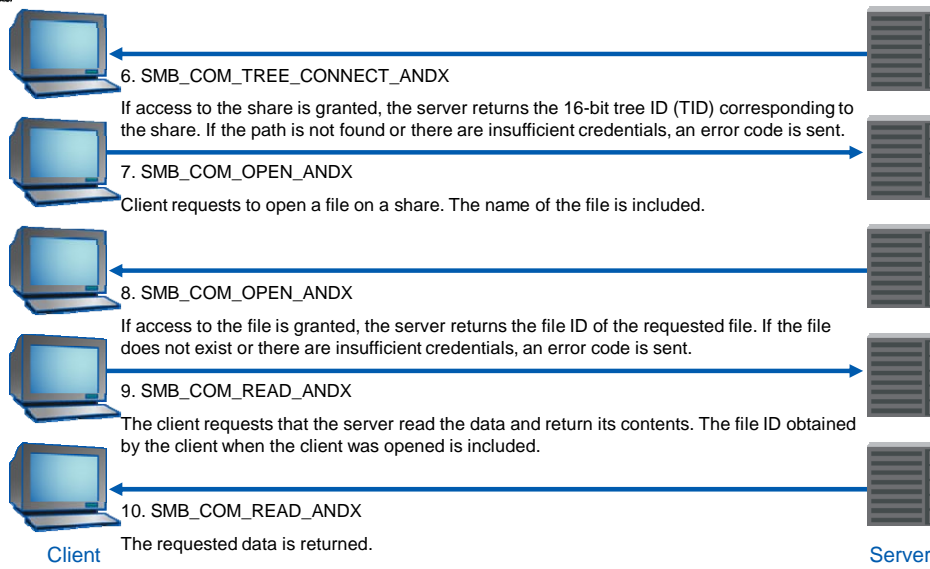 6. SMB_COM_TREE_CONNECT_ANDX
If access to the share is granted, the server returns the 16-bit tree ID (TID) corresponding to
the share. If the path is not found or there are insufficient credentials, an error code is sent.
7. SMB_COM_OPEN_ANDX
Client requests to open a file on a share. The name of the file is included.
8. SMB_COM_OPEN_ANDX
If access to the file is granted, the server returns the file ID of the requested file. If the file
does not exist or there are insufficient credentials, an error code is sent.
9. SMB_COM_READ_ANDX
The client requests that the server read the data and return its contents. The file ID obtained
by the client when the client was opened is included.
10. SMB_COM_READ_ANDX
The requested data is returned.
Client
Server